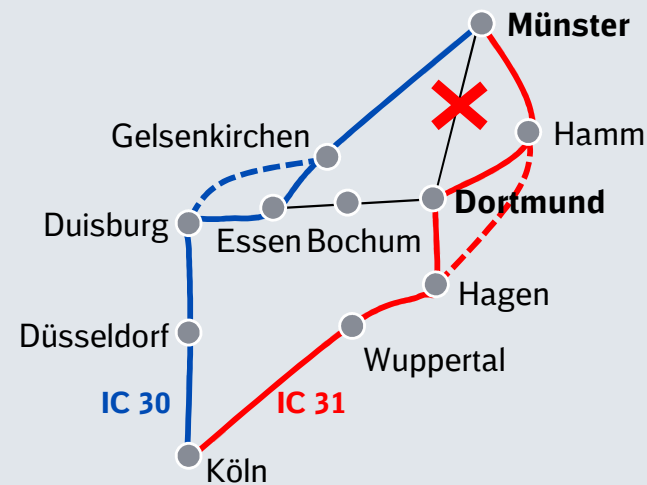 Münster
Gelsenkirchen
Hamm
Duisburg
Essen Bochum
Dortmund
Hagen
Düsseldorf
Wuppertal
IC 30
IC 31
Köln